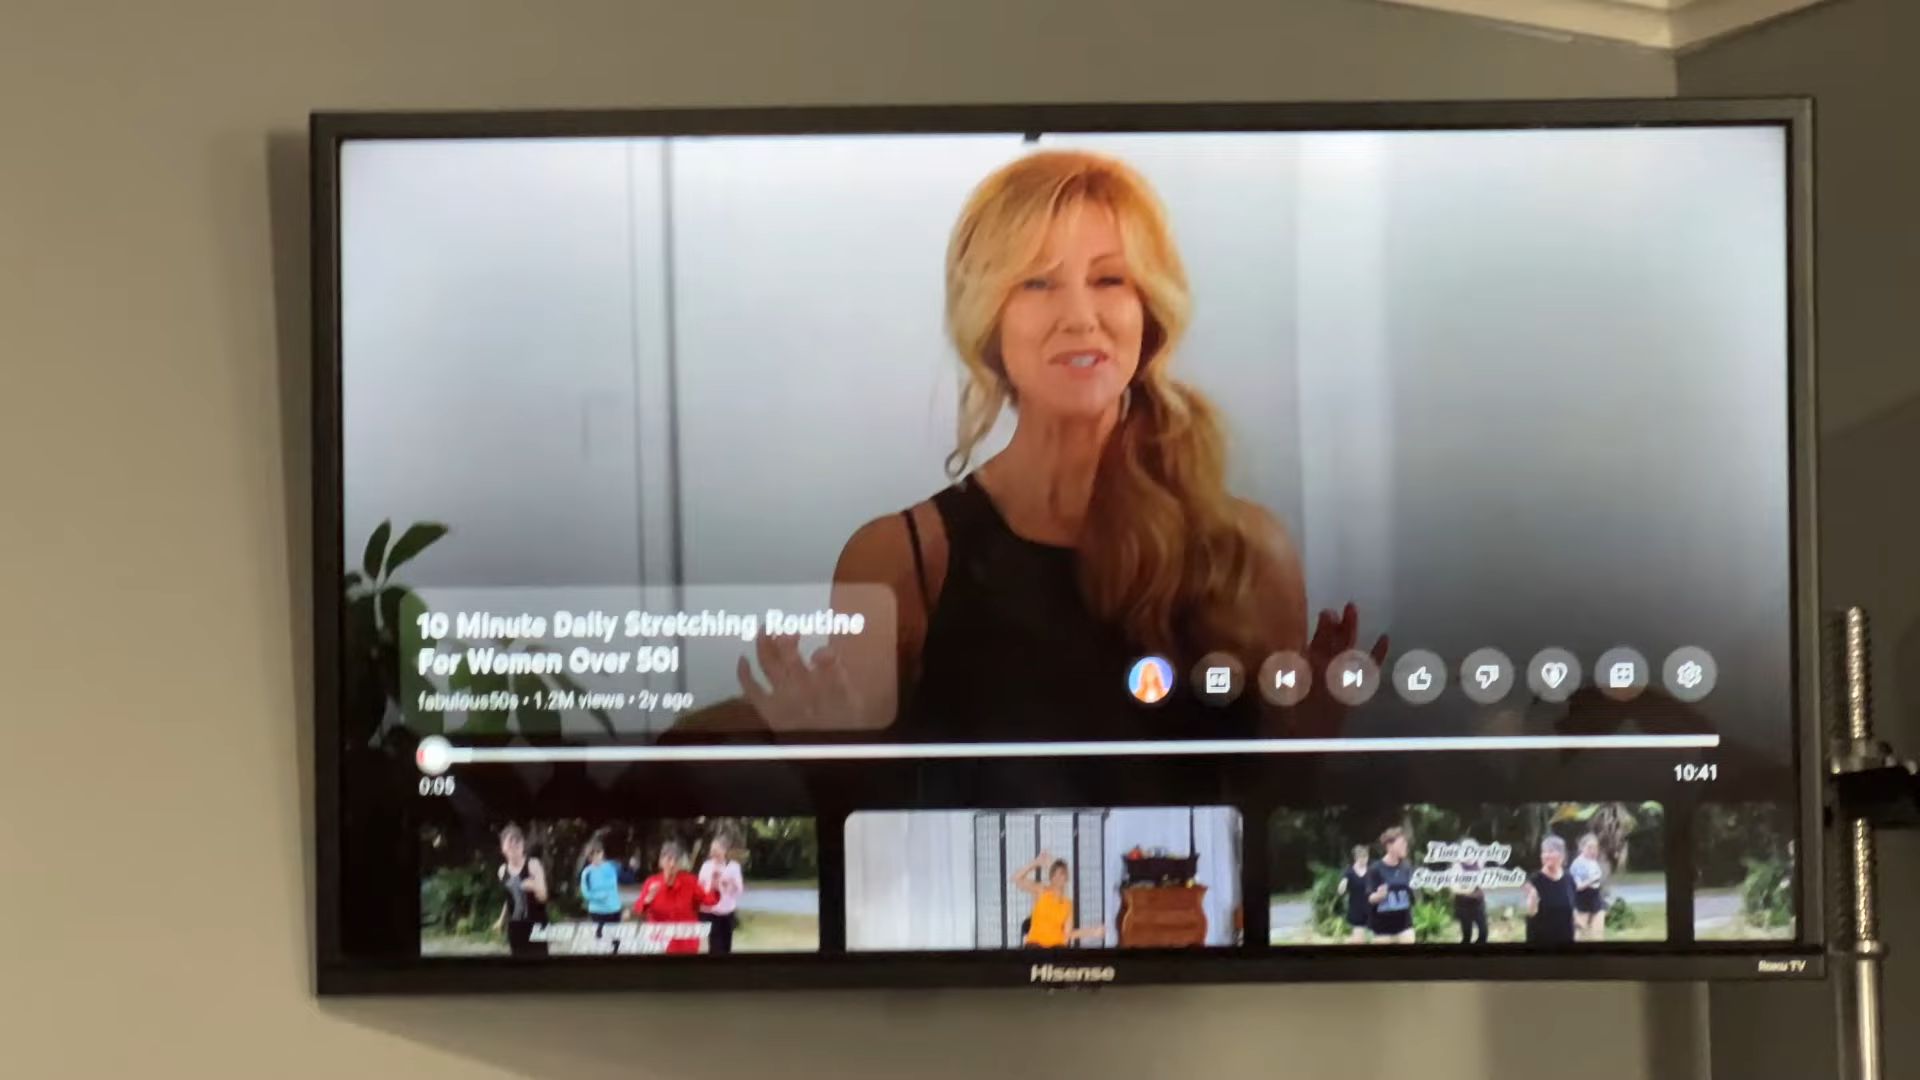 10 Minute Daily Stretching Routine
For Women Over 50!
fabulous50s • 1.2M views • 2y ago
0:05
10:41
Elvis Presley
Suspicious Minds
Hisense
Roku TV